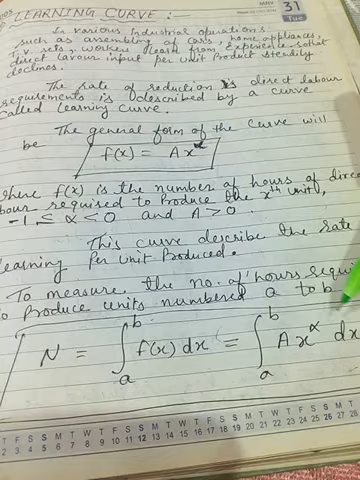 LEARNING CURVE :-
MAY
31
Tue
In various Industrial operations
such as assembling of cars, home appliances,
T.V. sets, workers learn from Experience so that
direct labour input per Unit Product steadily
declines.
The rate of reduction is direct labour
requirements is described by a curve
called learning curve.
The general form of the curve will
be f(x) = Ax^α
where f(x) is the number of hours of direct
labour required to Produce the xth unit,
-1 ≤ α < 0 and A > 0.
This curve describe the rate
learning Per unit Produced.
To measure the no. of hours requir
to Produce units numbered a to b
N = ∫_a^b f(x) dx = ∫_a^b A x^α dx
T F S S M T W T F S S M T W T F S S M T W T F S S M T
2 3 4 5 6 7 8 9 10 11 12 13 14 15 16 17 18 19 20 21 22 23 24 25 26 27 28